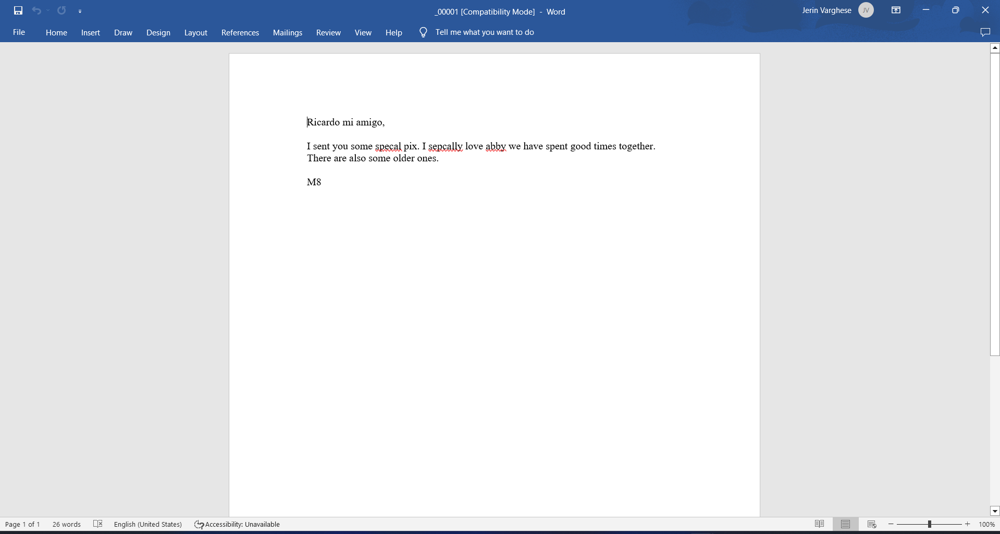 _00001 [Compatibility Mode] - Word
Jerin Varghese
JV
File Home Insert Draw Design Layout References Mailings Review View Help Tell me what you want to do
Ricardo mi amigo,
I sent you some specal pix. I sepcally love abby we have spent good times together.
There are also some older ones.
M8
Page 1 of 1 26 words English (United States) Accessibility: Unavailable 100%